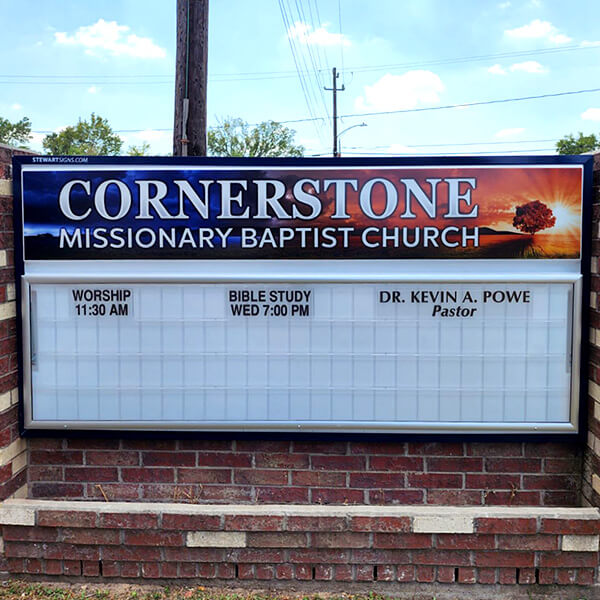 STEWARTSIGNS.COM
CORNERSTONE
MISSIONARY BAPTIST CHURCH
WORSHIP
11:30 AM
BIBLE STUDY
WED 7:00 PM
DR. KEVIN A. POWE
Pastor